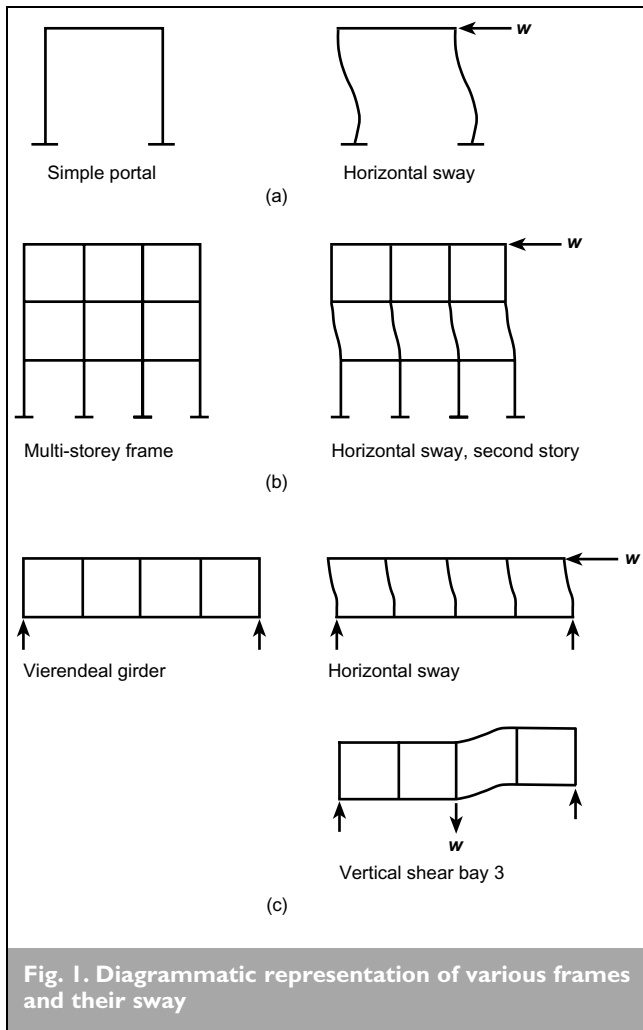 w
Simple portal
Horizontal sway
(a)
w
Multi-storey frame
Horizontal sway, second story
(b)
w
Vierendeal girder
Horizontal sway
w
Vertical shear bay 3
(c)
Fig. 1. Diagrammatic representation of various frames
and their sway